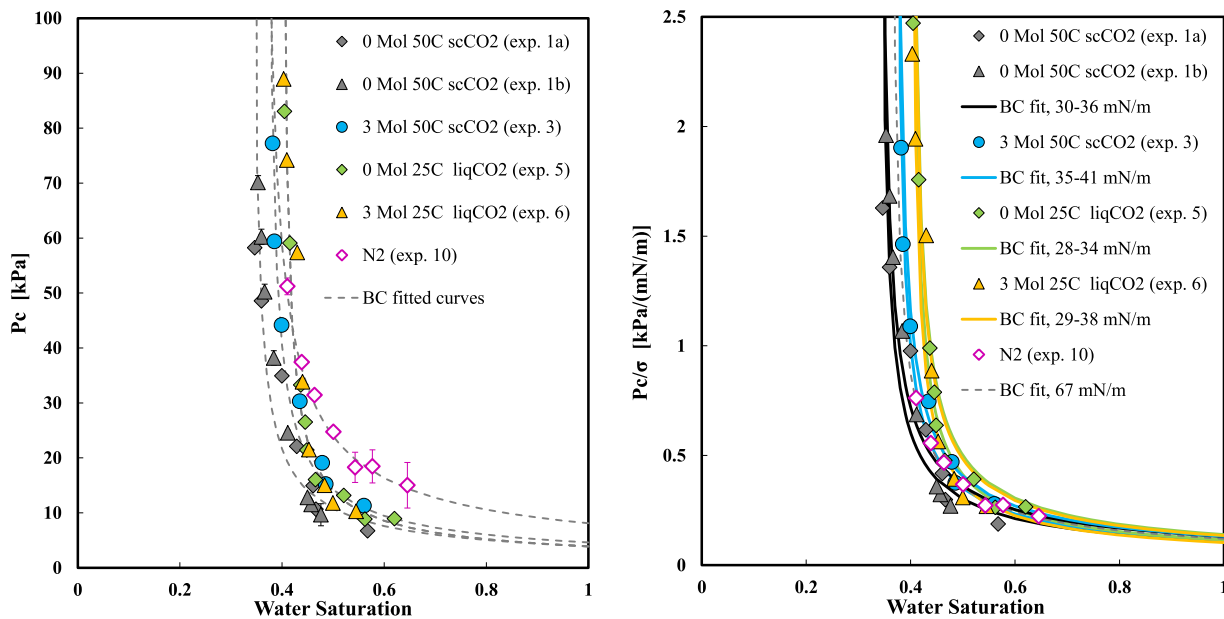 100
90
80
70
60
50
40
30
20
10
0
Pc [kPa]
0 Mol 50C scCO2 (exp. 1a)
0 Mol 50C scCO2 (exp. 1b)
3 Mol 50C scCO2 (exp. 3)
0 Mol 25C liqCO2 (exp. 5)
3 Mol 25C liqCO2 (exp. 6)
N2 (exp. 10)
BC fitted curves
0 0.2 0.4 0.6 0.8 1
Water Saturation
2.5
2
1.5
1
0.5
0
Pc/σ [kPa/(mN/m)]
0 Mol 50C scCO2 (exp. 1a)
0 Mol 50C scCO2 (exp. 1b)
BC fit, 30-36 mN/m
3 Mol 50C scCO2 (exp. 3)
BC fit, 35-41 mN/m
0 Mol 25C liqCO2 (exp. 5)
BC fit, 28-34 mN/m
3 Mol 25C liqCO2 (exp. 6)
BC fit, 29-38 mN/m
N2 (exp. 10)
BC fit, 67 mN/m
0 0.2 0.4 0.6 0.8 1
Water Saturation